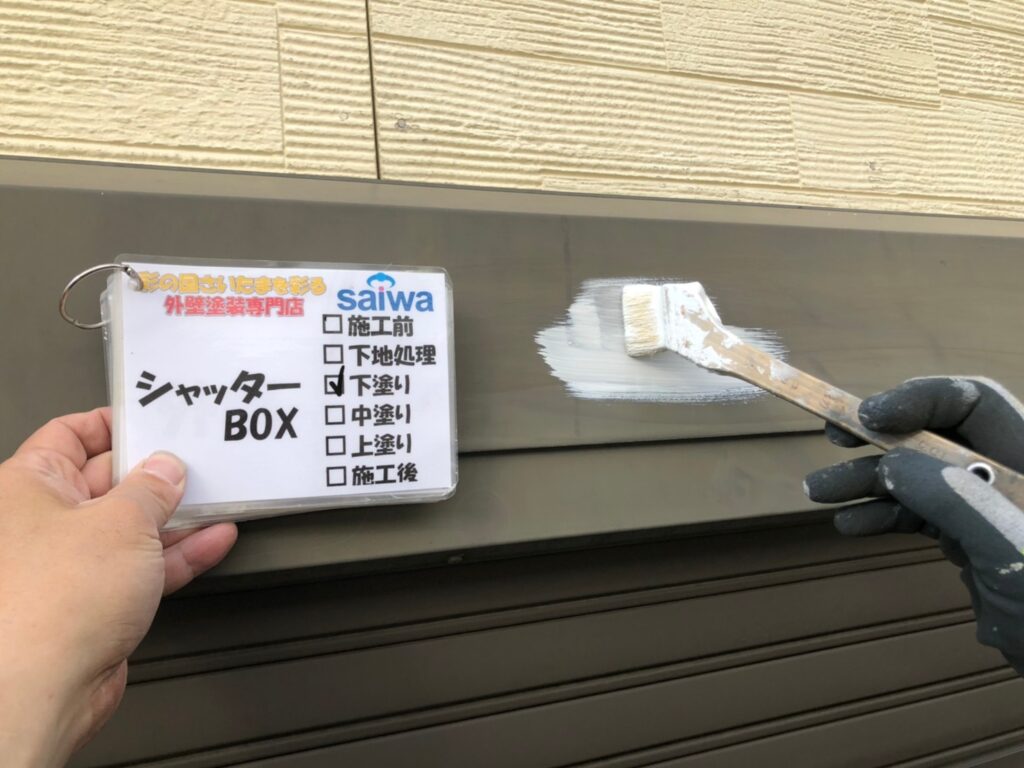 彩の国さいたまを彩る
外壁塗装専門店
saiwa
シャッター
BOX
□施工前
□下地処理
☑下塗り
□中塗り
□上塗り
□施工後